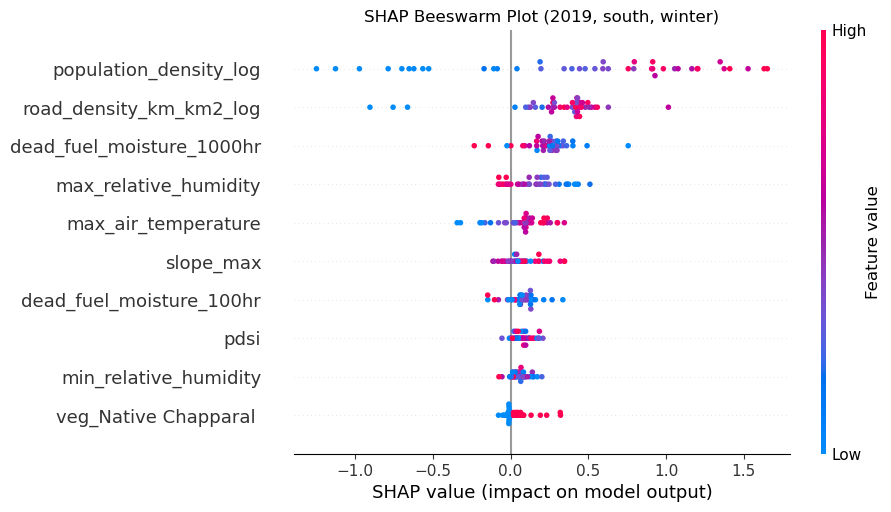 SHAP Beeswarm Plot (2019, south, winter)
High
population_density_log
road_density_km_km2_log
dead_fuel_moisture_1000hr
max_relative_humidity
max_air_temperature
slope_max
dead_fuel_moisture_100hr
pdsi
min_relative_humidity
veg_Native Chapparal
Feature value
Low
−1.0 −0.5 0.0 0.5 1.0 1.5
SHAP value (impact on model output)